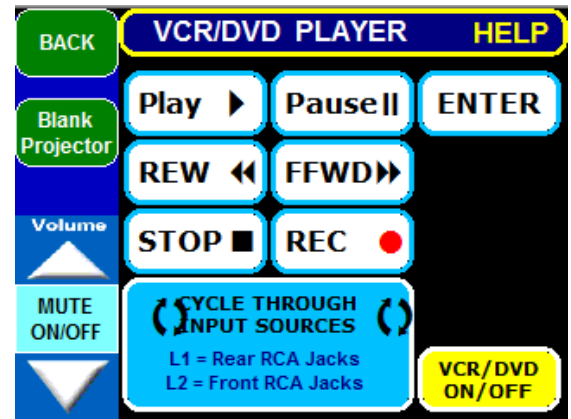 BACK
VCR/DVD PLAYER HELP
Blank
Projector
Play
Pause
ENTER
REW
FFWD
Volume
STOP
REC
MUTE
ON/OFF
CYCLE THROUGH
INPUT SOURCES
L1 = Rear RCA Jacks
L2 = Front RCA Jacks
VCR/DVD
ON/OFF